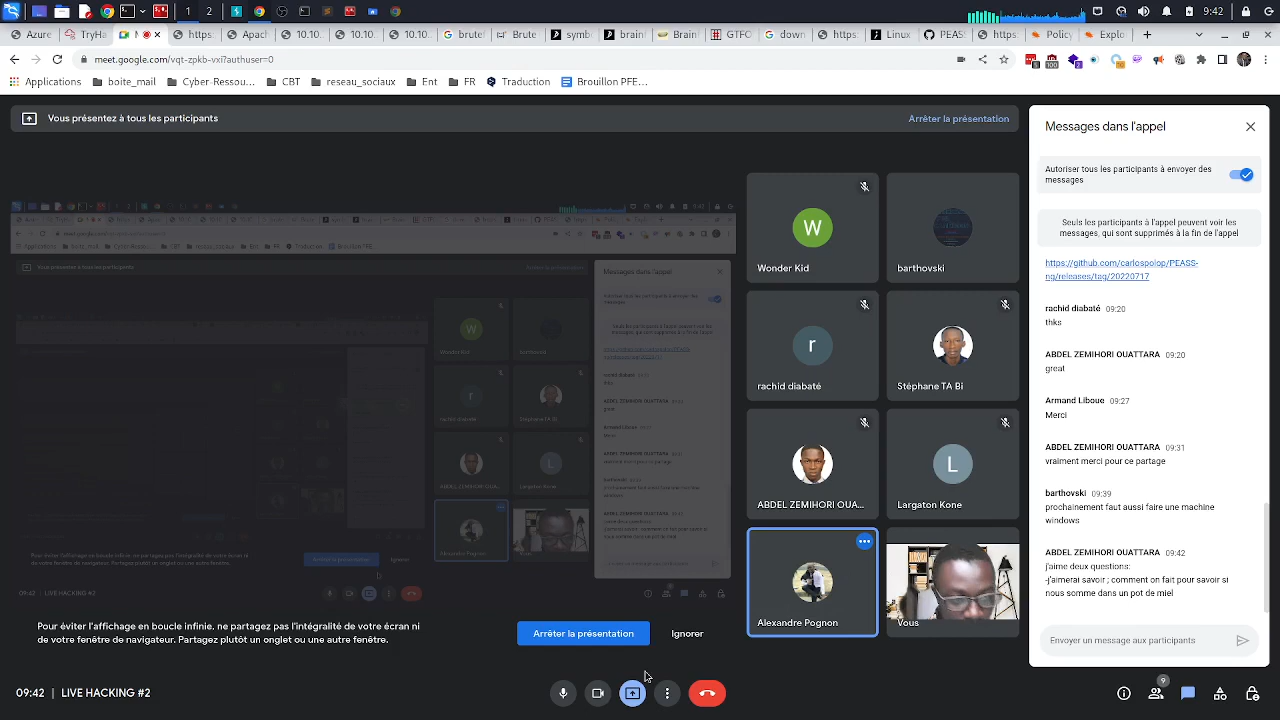 1
2
9:42
Azure
TryHa
M
https
Apach
10.10.
10.10.
10.10.
brutef
Brute
symb
brain
Brain
GTFO
down
https
Linux
PEAS
https
Policy
Explo
meet.google.com/vqt-zpkb-vxi?authuser=0
Applications
boite_mail
Cyber-Ressou...
CBT
reseau_sociaux
Ent
FR
Traduction
Brouillon PFE...
Vous présentez à tous les participants
Arrêter la présentation
Wonder Kid
barthovski
rachid diabaté
Stéphane TA Bi
ABDEL ZEMIHORI OUA...
Largaton Kone
Alexandre Pognon
Vous
Messages dans l'appel
Autoriser tous les participants à envoyer des
messages
Seuls les participants à l'appel peuvent voir les
messages, qui sont supprimés à la fin de l'appel
https://github.com/carlospolop/PEASS-
ng/releases/tag/20220717
rachid diabaté 09:20
thks
ABDEL ZEMIHORI OUATTARA 09:20
great
Armand Liboue 09:27
Merci
ABDEL ZEMIHORI OUATTARA 09:31
vraiment merci pour ce partage
barthovski 09:39
prochainement faut aussi faire une machine
windows
ABDEL ZEMIHORI OUATTARA 09:42
j'aime deux questions:
-j'aimerai savoir ; comment on fait pour savoir si
nous somme dans un pot de miel
Envoyer un message aux participants
Pour éviter l'affichage en boucle infinie, ne partagez pas l'intégralité de votre écran ni
de votre fenêtre de navigateur. Partagez plutôt un onglet ou une autre fenêtre.
Arrêter la présentation
Ignorer
09:42 | LIVE HACKING #2
9